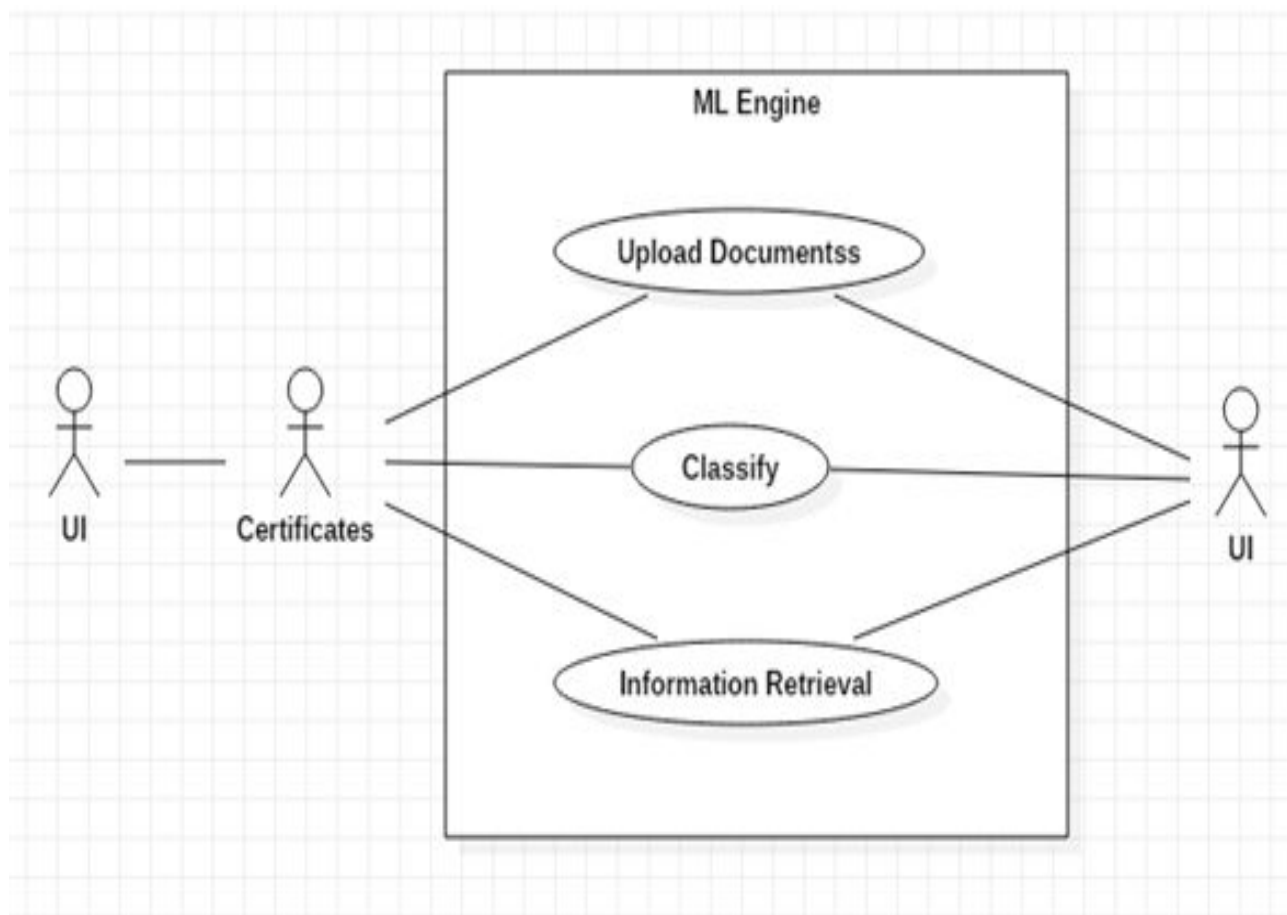 ML Engine
Upload Documentss
Classify
UI
Certificates
UI
Information Retrieval